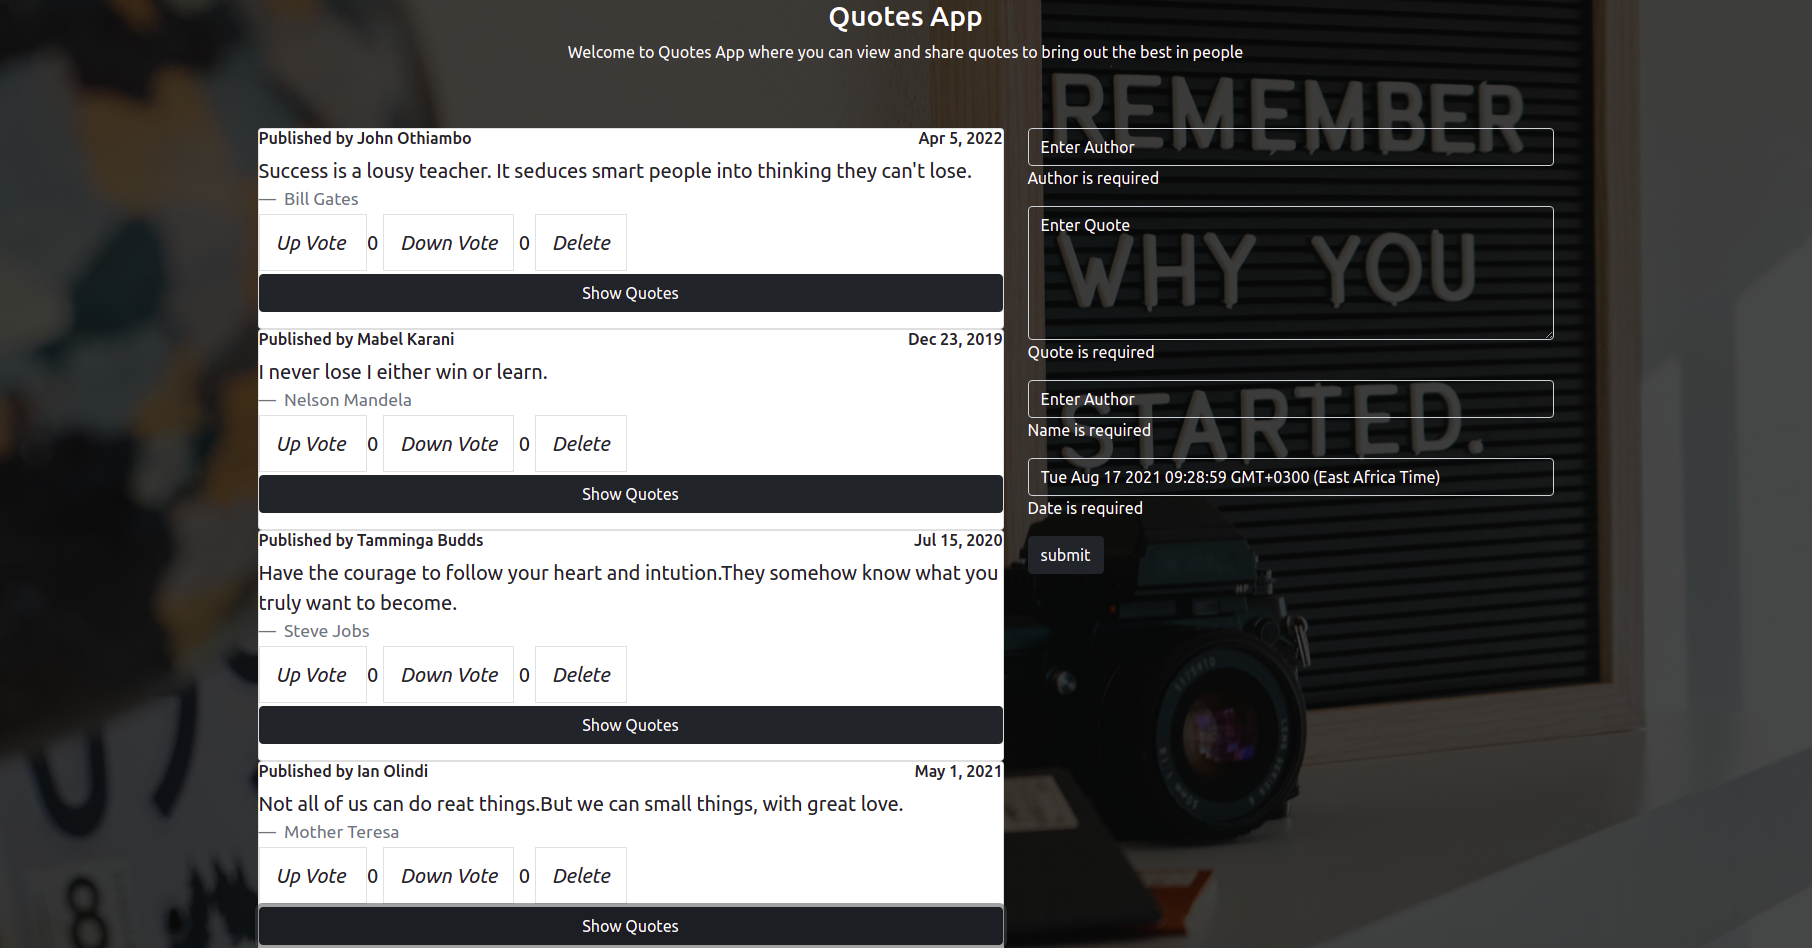 Quotes App
Welcome to Quotes App where you can view and share quotes to bring out the best in people
Published by John Othiambo Apr 5, 2022
Success is a lousy teacher. It seduces smart people into thinking they can't lose.
— Bill Gates
Up Vote 0 Down Vote 0 Delete
Show Quotes
Published by Mabel Karani Dec 23, 2019
I never lose I either win or learn.
— Nelson Mandela
Up Vote 0 Down Vote 0 Delete
Show Quotes
Published by Tamminga Budds Jul 15, 2020
Have the courage to follow your heart and intution.They somehow know what you
truly want to become.
— Steve Jobs
Up Vote 0 Down Vote 0 Delete
Show Quotes
Published by Ian Olindi May 1, 2021
Not all of us can do reat things.But we can small things, with great love.
— Mother Teresa
Up Vote 0 Down Vote 0 Delete
Show Quotes
Enter Author
Author is required
Enter Quote
Quote is required
Enter Author
Name is required
Tue Aug 17 2021 09:28:59 GMT+0300 (East Africa Time)
Date is required
submit
REMEMBER
WHY YOU
STARTED.
8